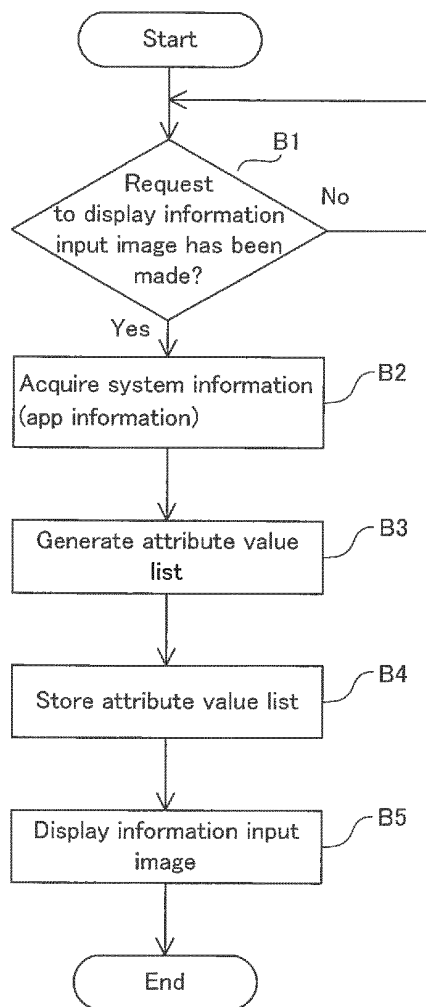 Start
B1
Request
to display information
input image has been
made?
No
Yes
B2
Acquire system information
(app information)
B3
Generate attribute value
list
B4
Store attribute value list
B5
Display information input
image
End